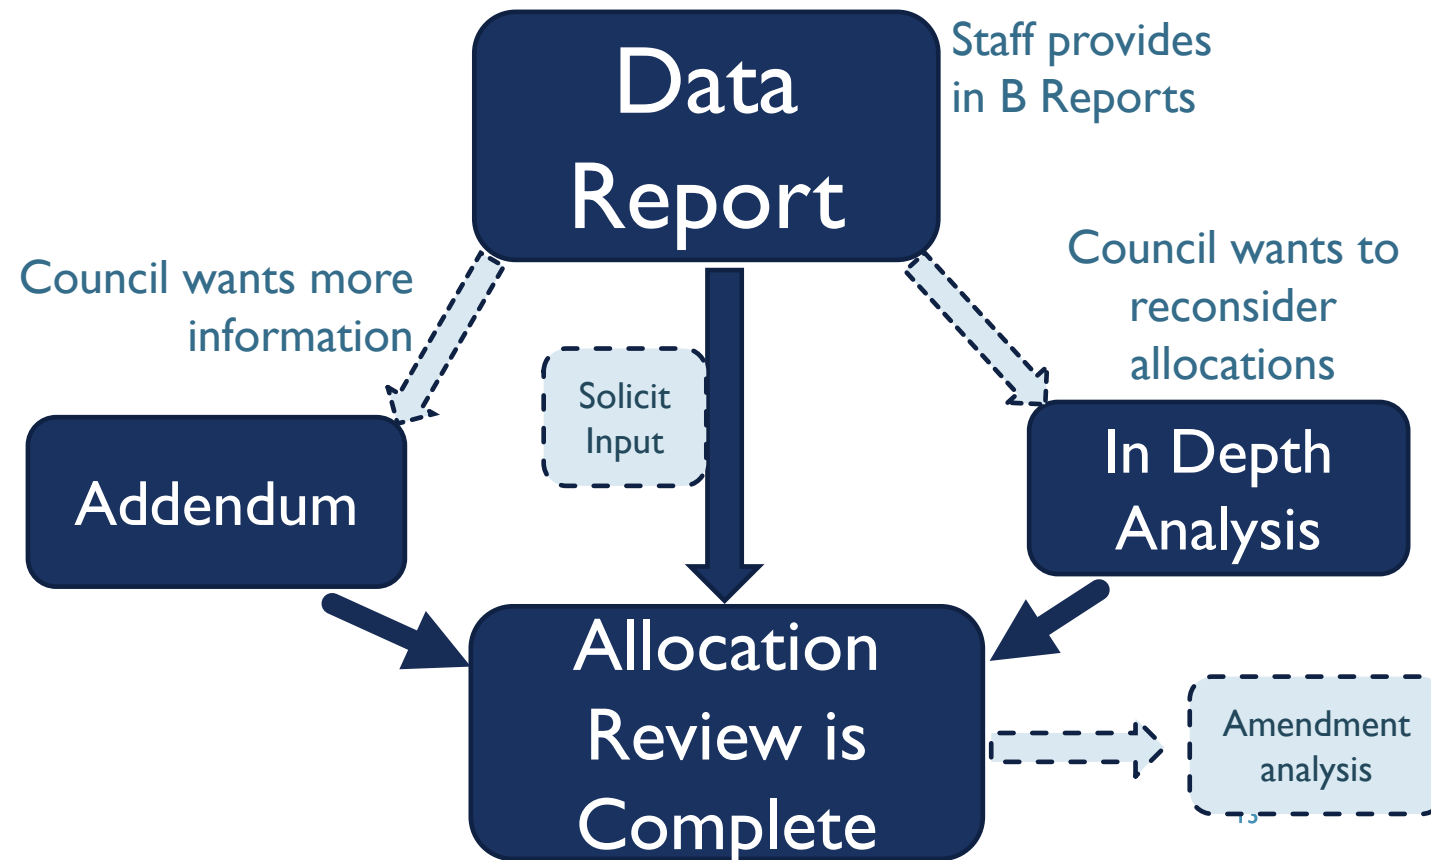 Data
Report
Staff provides
in B Reports
Council wants more
information
Council wants to
reconsider
allocations
Solicit
Input
Addendum
In Depth
Analysis
Allocation
Review is
Complete
Amendment
analysis